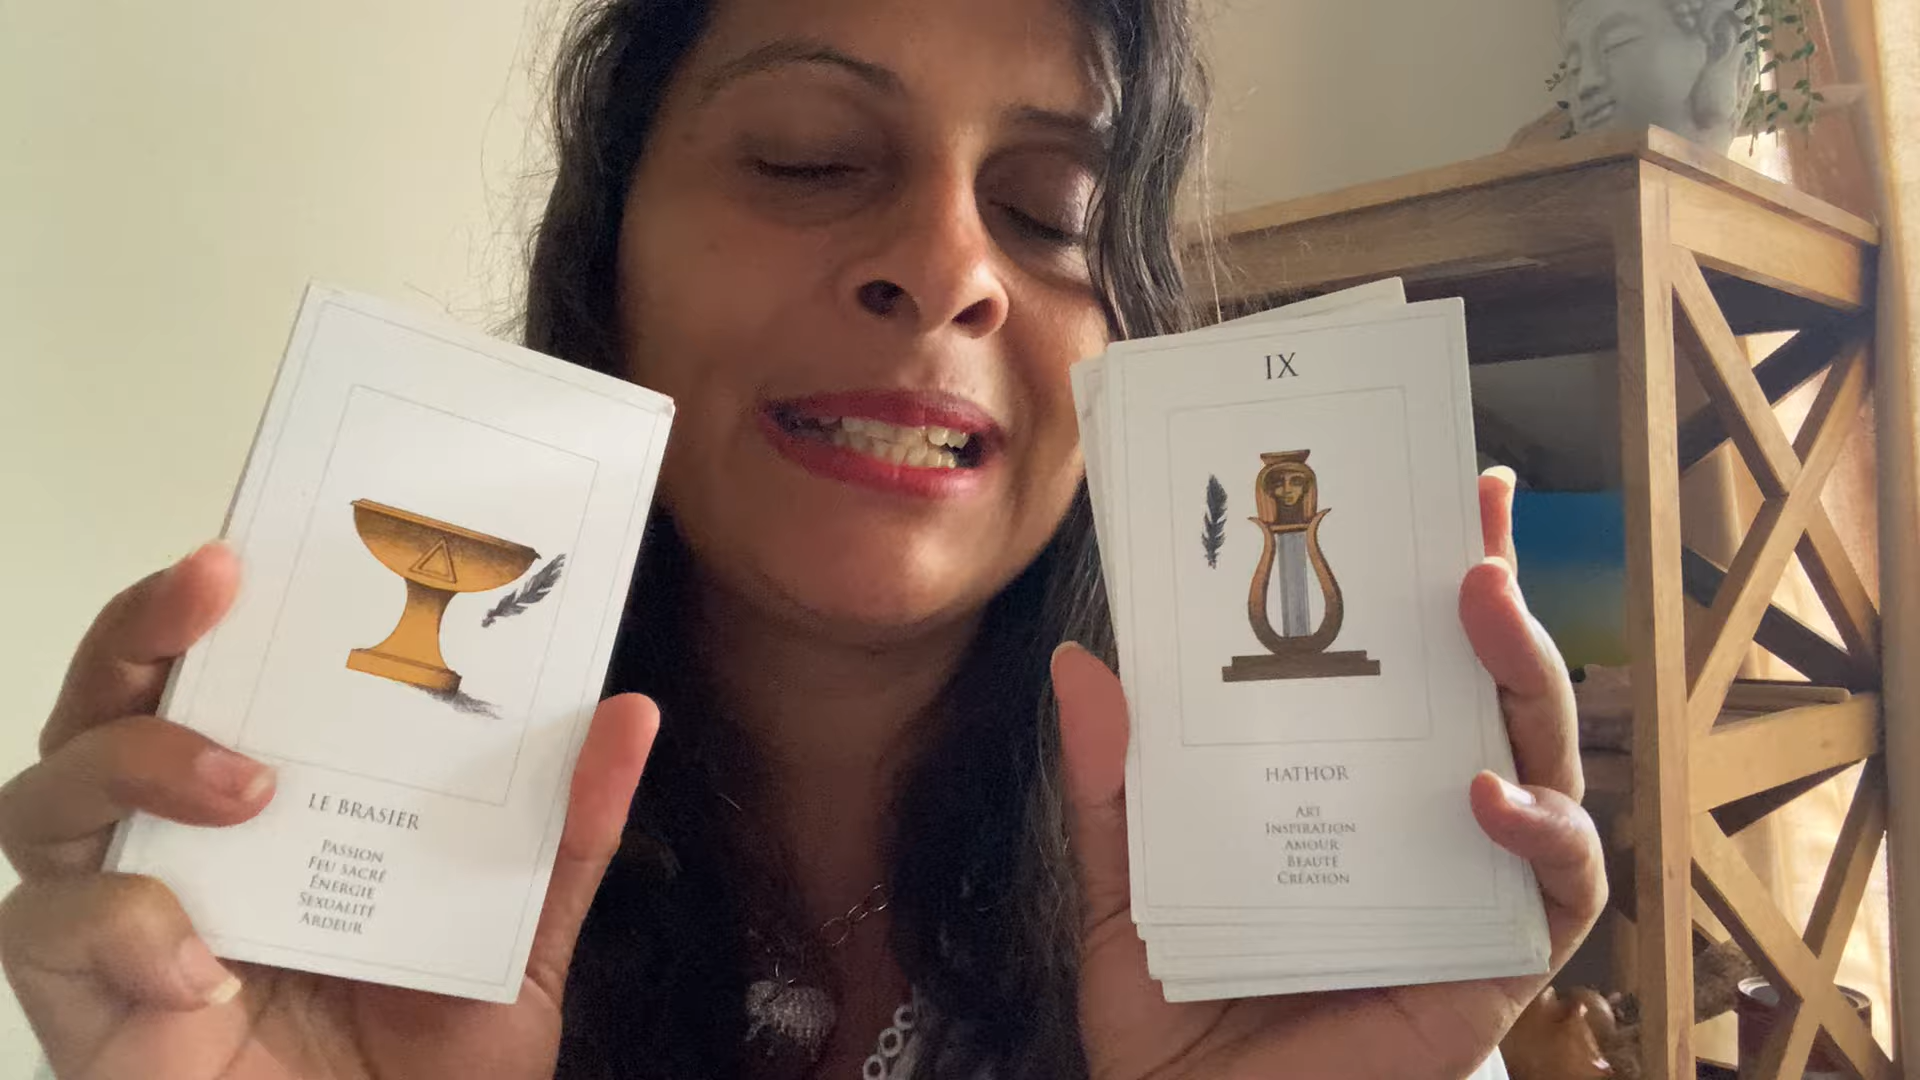 LE BRASIER
PASSION
FEU SACRÉ
ÉNERGIE
SEXUALITÉ
ARDEUR
IX
HATHOR
ART
INSPIRATION
AMOUR
BEAUTÉ
CRÉATION